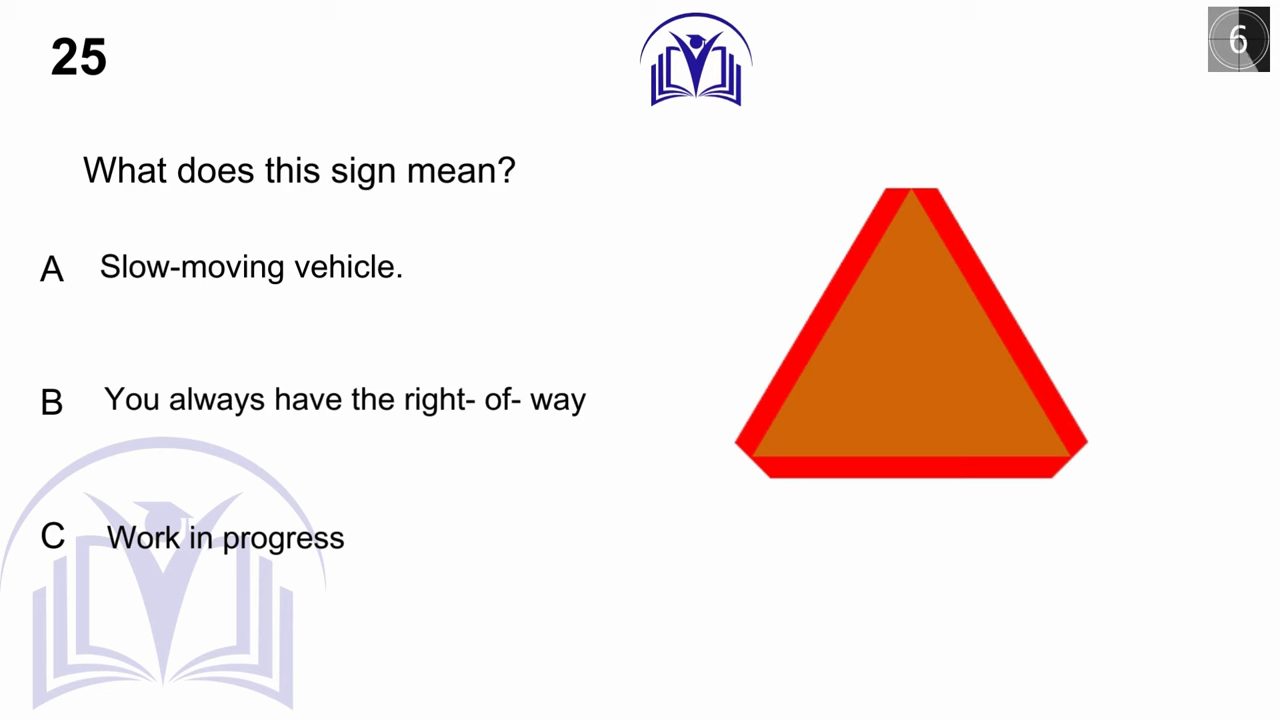 25
6
What does this sign mean?
A Slow-moving vehicle.
B You always have the right- of- way
C Work in progress